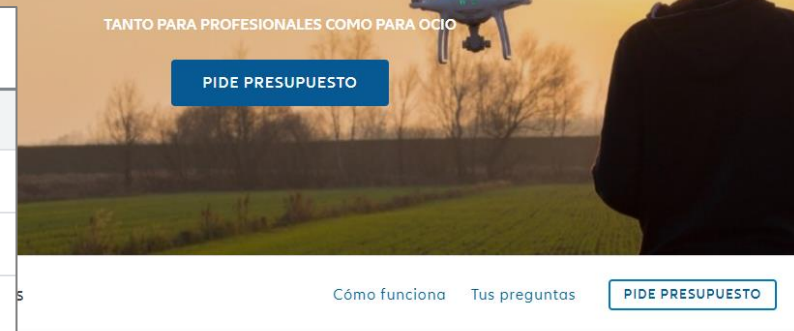 TANTO PARA PROFESIONALES COMO PARA OCIO
PIDE PRESUPUESTO
Cómo funciona Tus preguntas PIDE PRESUPUESTO